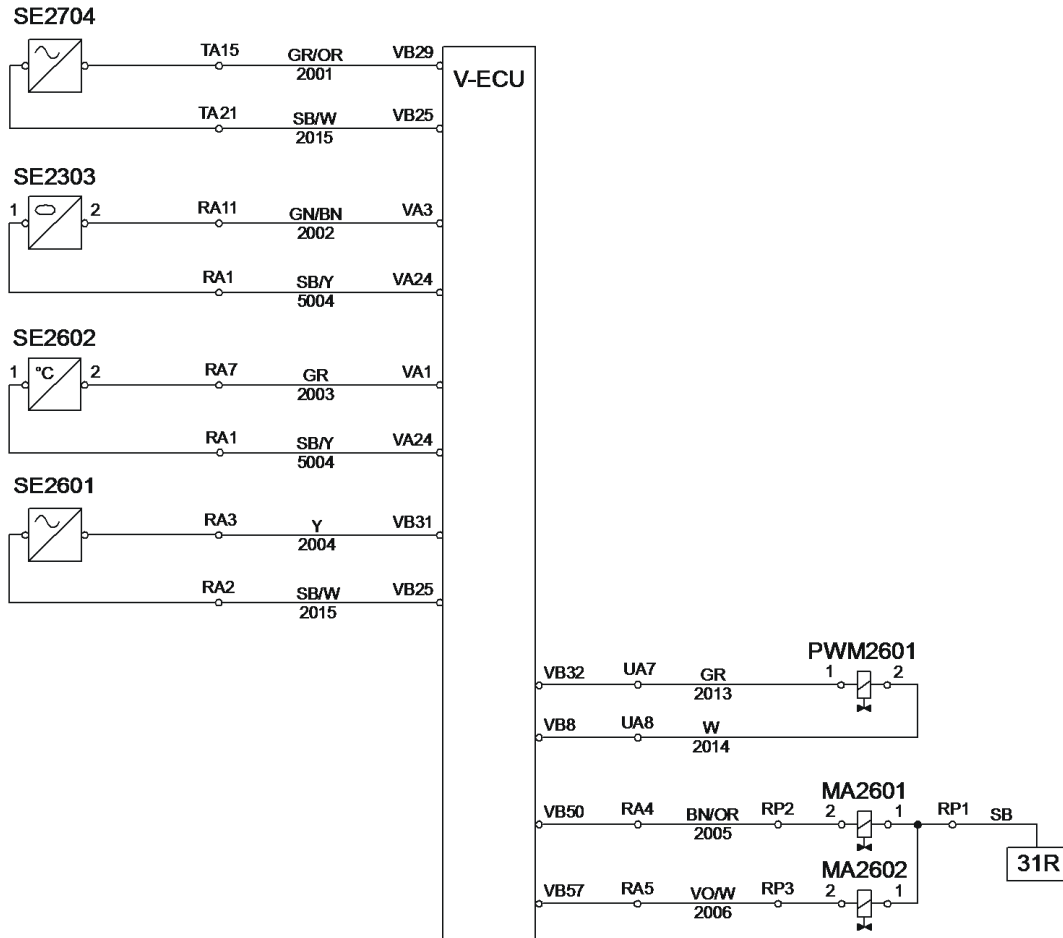 SE2704
TA15 GR/OR VB29
2001
V-ECU
TA21 SB/W VB25
2015
SE2303
1 2 RA11 GN/BN VA3
2002
RA1 SB/Y VA24
5004
SE2602
1 °C 2 RA7 GR VA1
2003
RA1 SB/Y VA24
5004
SE2601
RA3 Y VB31
2004
RA2 SB/W VB25
2015
PWM2601
VB32 UA7 GR 1 2
2013
VB8 UA8 W
2014
MA2601
VB50 RA4 BN/OR RP2 2 1 RP1 SB
2005
31R
MA2602
VB57 RA5 VO/W RP3 2 1
2006